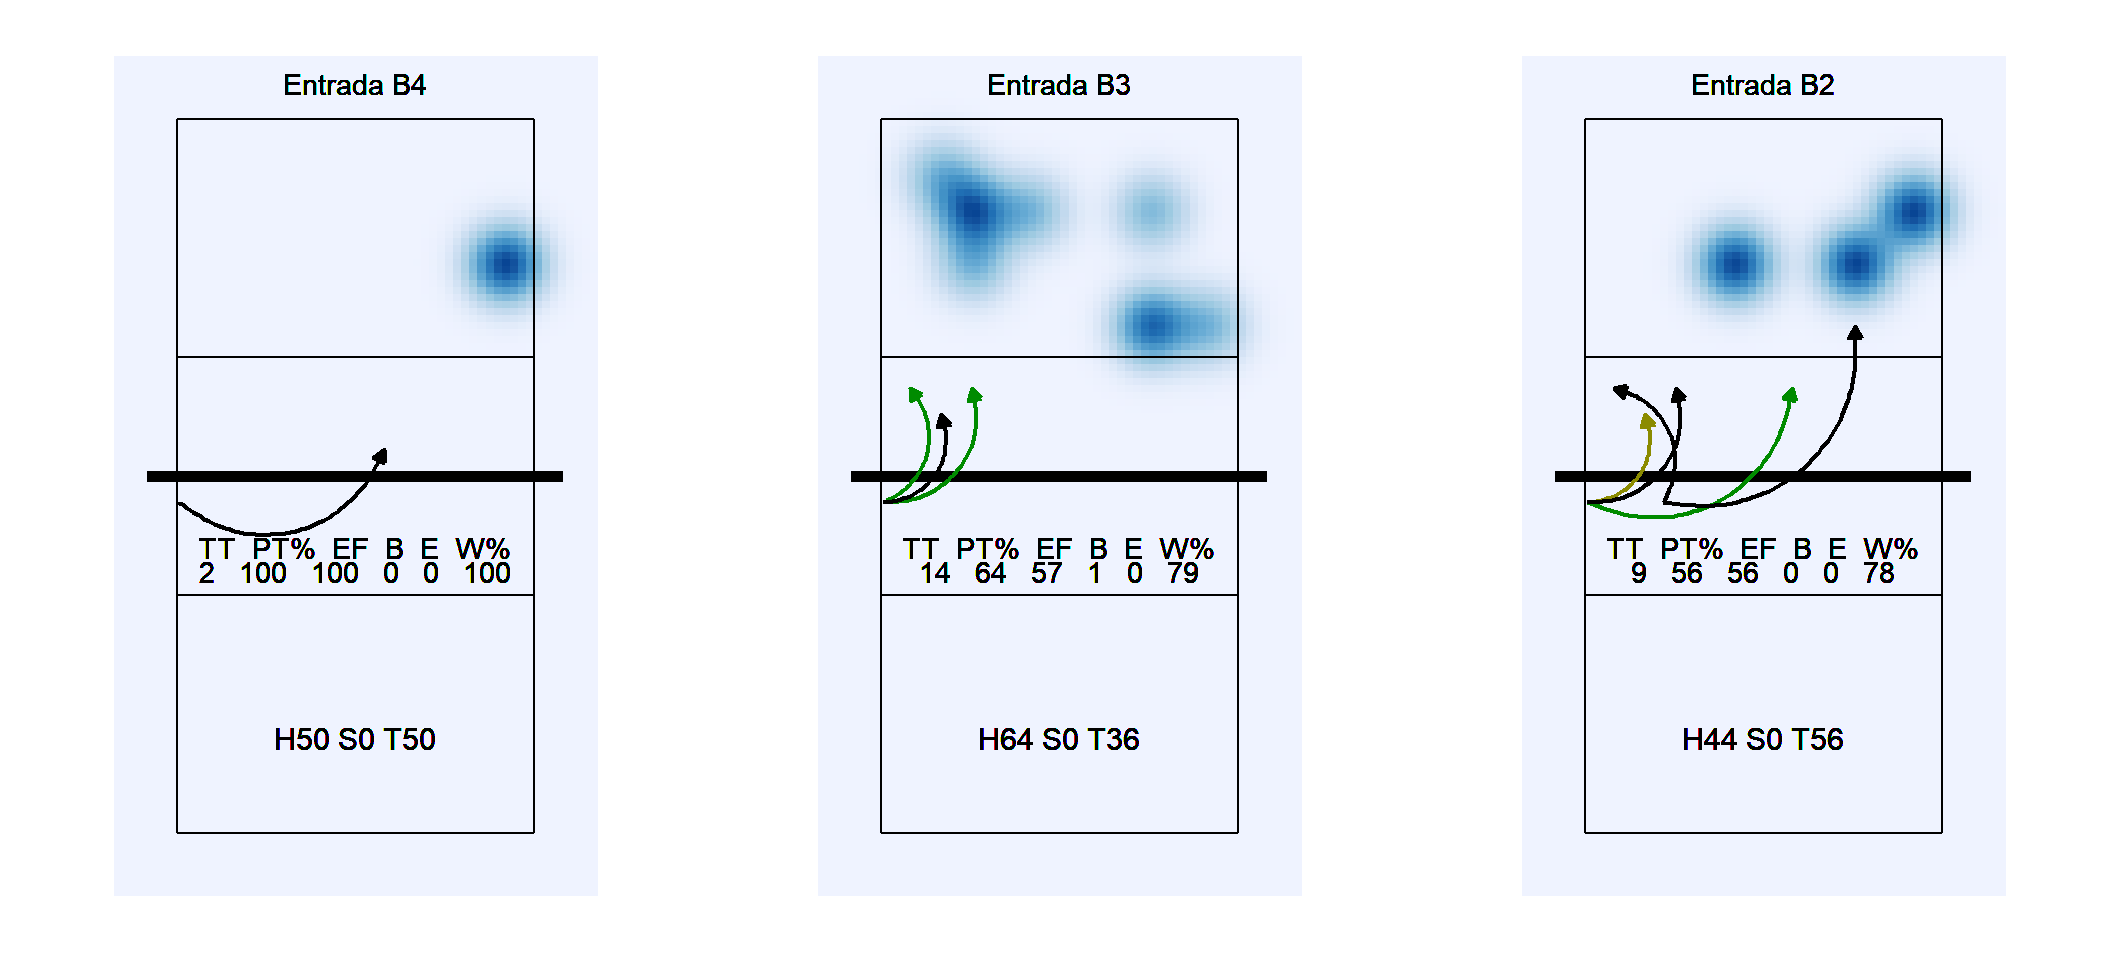 Entrada B4
TT PT% EF B E W%
2 100 100 0 0 100
H50 S0 T50
Entrada B3
TT PT% EF B E W%
14 64 57 1 0 79
H64 S0 T36
Entrada B2
TT PT% EF B E W%
9 56 56 0 0 78
H44 S0 T56